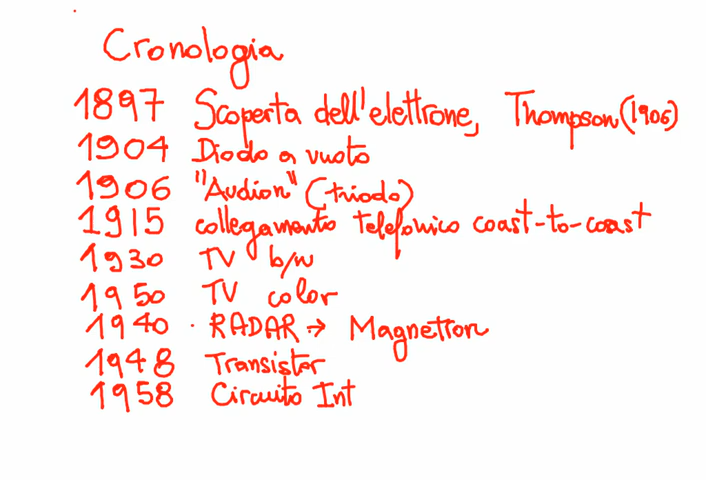 Cronologia
1897 Scoperta dell'elettrone, Thompson (1906)
1904 Diodo a vuoto
1906 "Audion" (triodo)
1915 collegamento telefonico coast-to-coast
1930 TV b/w
1950 TV color
1940 · RADAR → Magnetron
1948 Transistor
1958 Circuito Int